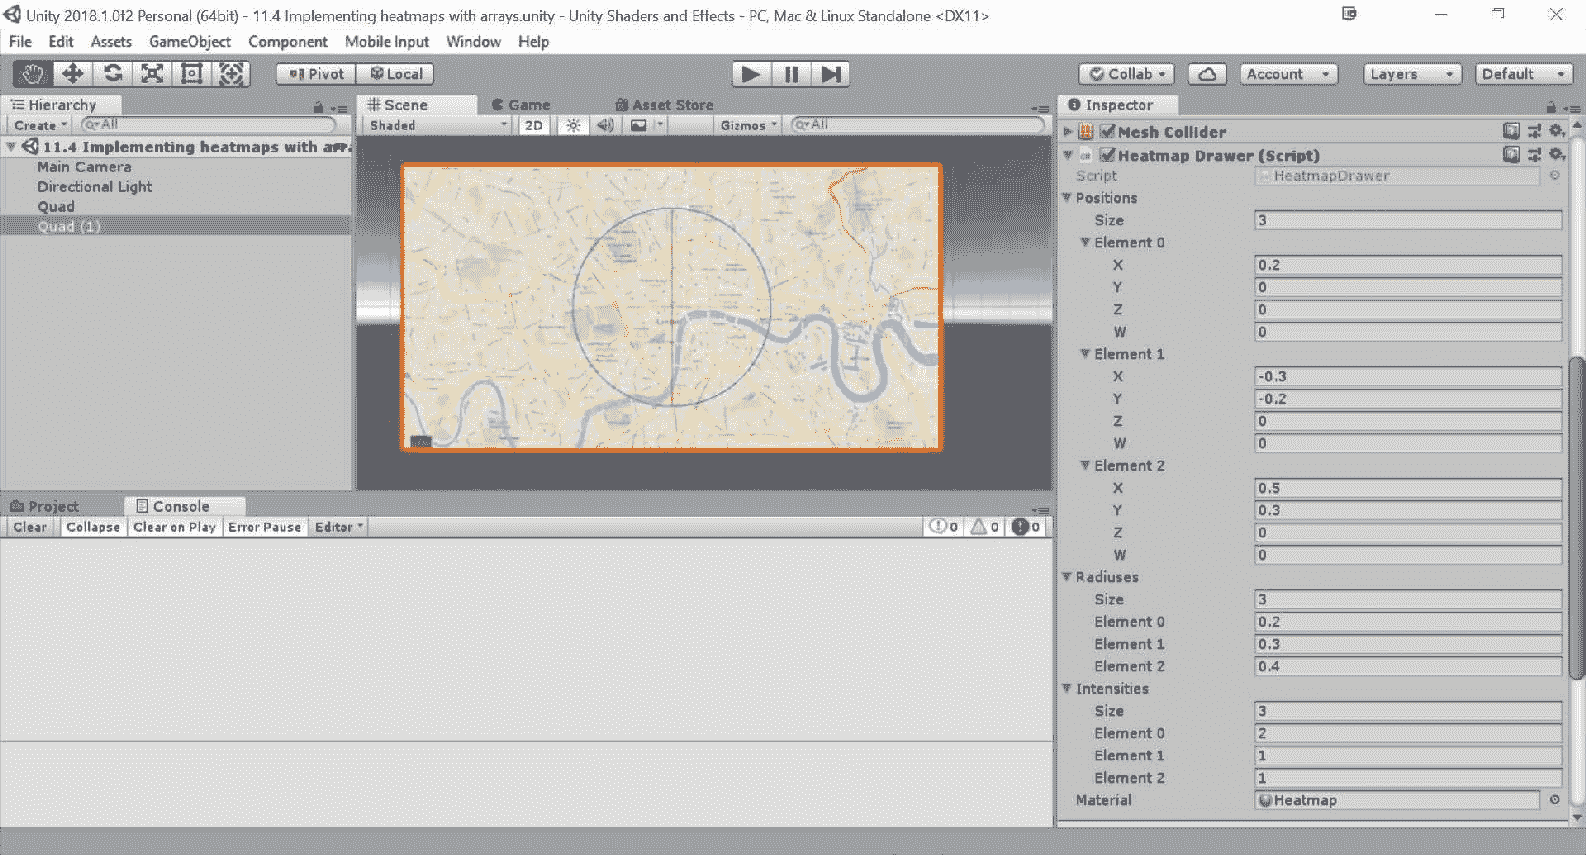 Unity 2018.1.0f2 Personal (64bit) - 11.4 Implementing heatmaps with arrays.unity - Unity Shaders and Effects - PC, Mac & Linux Standalone <DX11>
File Edit Assets GameObject Component Mobile Input Window Help
Pivot Local Collab Account Layers Default
Hierarchy
Create All
11.4 Implementing heatmaps with
Main Camera
Directional Light
Quad
Quad (1)
Scene Game Asset Store
Shaded 2D Gizmos All
Project Console
Clear Collapse Clear on Play Error Pause Editor 0 0 0
Inspector
Mesh Collider
Heatmap Drawer (Script)
Script HeatmapDrawer
Positions
Size 3
Element 0
X 0.2
Y 0
Z 0
W 0
Element 1
X -0.3
Y -0.2
Z 0
W 0
Element 2
X 0.5
Y 0.3
Z 0
W 0
Radiuses
Size 3
Element 0 0.2
Element 1 0.3
Element 2 0.4
Intensities
Size 3
Element 0 2
Element 1 1
Element 2 1
Material Heatmap